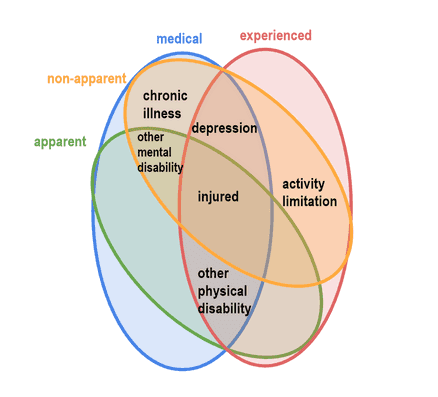 experienced
medical
non-apparent
chronic
illness
depression
other
mental
disability
apparent
activity
limitation
injured
other
physical
disability